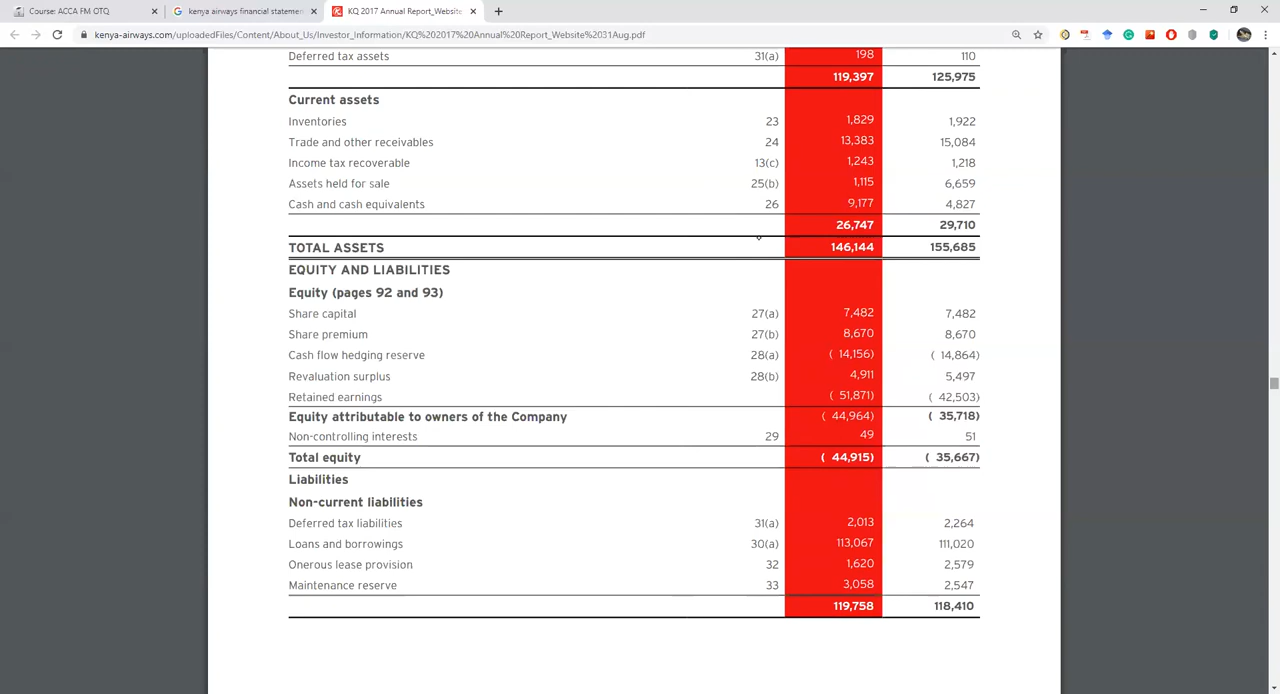 Course: ACCA FM OTQ
kenya airways financial statemen
KQ 2017 Annual Report_Website
kenya-airways.com/uploadedFiles/Content/About_Us/Investor_Information/KQ%202017%20Annual%20Report_Website%2031Aug.pdf
Deferred tax assets 31(a) 198 110
119,397 125,975
Current assets
Inventories 23 1,829 1,922
Trade and other receivables 24 13,383 15,084
Income tax recoverable 13(c) 1,243 1,218
Assets held for sale 25(b) 1,115 6,659
Cash and cash equivalents 26 9,177 4,827
26,747 29,710
TOTAL ASSETS 146,144 155,685
EQUITY AND LIABILITIES
Equity (pages 92 and 93)
Share capital 27(a) 7,482 7,482
Share premium 27(b) 8,670 8,670
Cash flow hedging reserve 28(a) ( 14,156) ( 14,864)
Revaluation surplus 28(b) 4,911 5,497
Retained earnings ( 51,871) ( 42,503)
Equity attributable to owners of the Company ( 44,964) ( 35,718)
Non-controlling interests 29 49 51
Total equity ( 44,915) ( 35,667)
Liabilities
Non-current liabilities
Deferred tax liabilities 31(a) 2,013 2,264
Loans and borrowings 30(a) 113,067 111,020
Onerous lease provision 32 1,620 2,579
Maintenance reserve 33 3,058 2,547
119,758 118,410